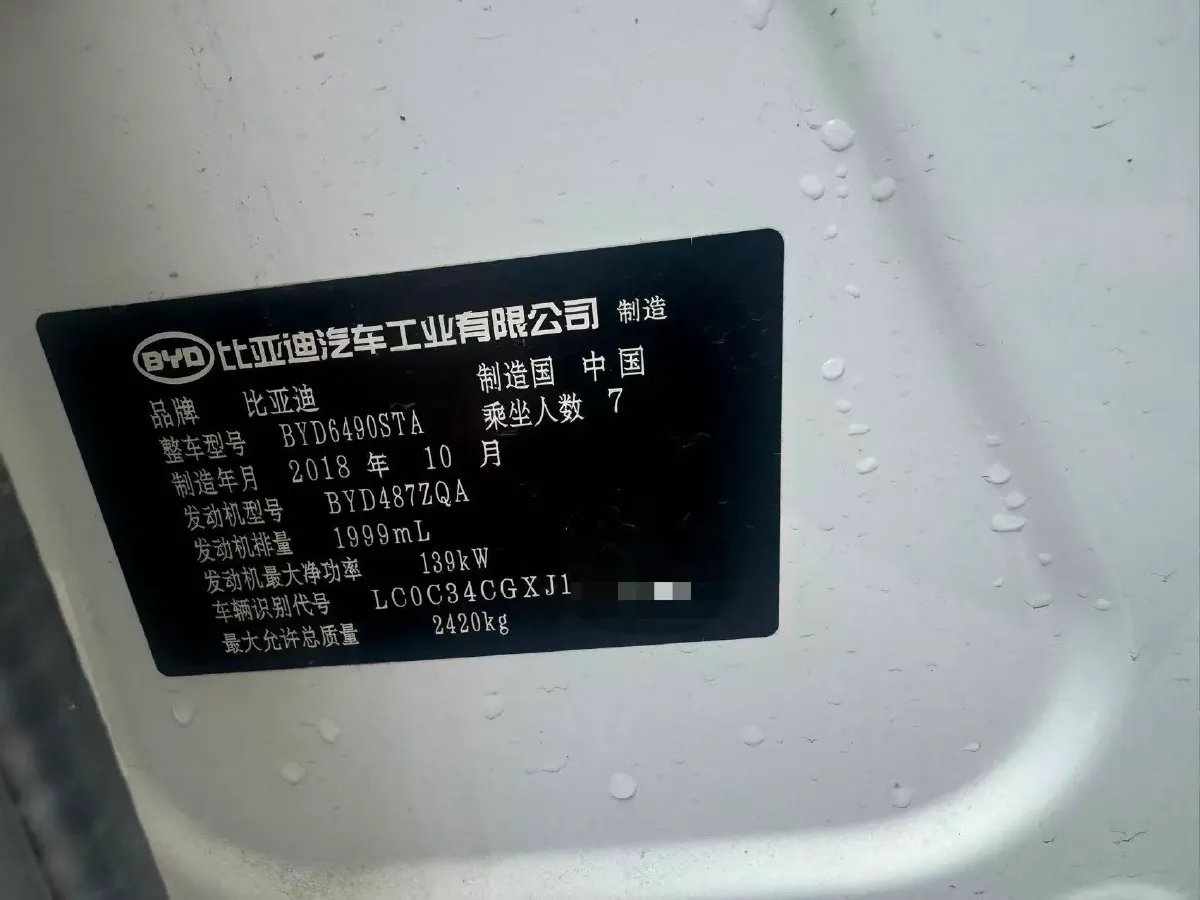 BYD 比亚迪汽车工业有限公司 制造
品牌 比亚迪 制造国 中国
整车型号 BYD6490STA 乘坐人数 7
制造年月 2018 年 10 月
发动机型号 BYD487ZQA
发动机排量 1999mL
发动机最大净功率 139kW
车辆识别代号 LC0C34CGXJ1
最大允许总质量 2420kg